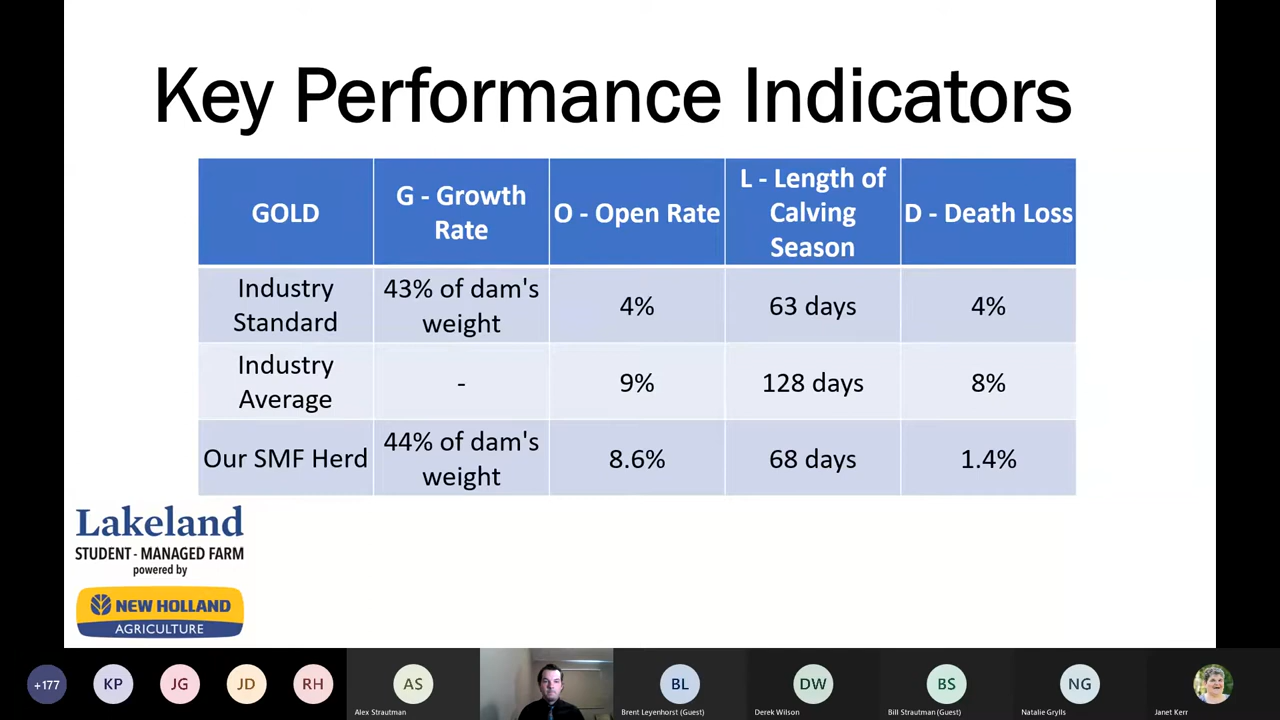 Key Performance Indicators
GOLD
G - Growth
Rate
O - Open Rate
L - Length of
Calving
Season
D - Death Loss
Industry
Standard
43% of dam's
weight
4%
63 days
4%
Industry
Average
-
9%
128 days
8%
Our SMF Herd
44% of dam's
weight
8.6%
68 days
1.4%
Lakeland
STUDENT - MANAGED FARM
powered by
NEW HOLLAND
AGRICULTURE
+177
KP
JG
JD
RH
AS
Alex Strautman
BL
Brent Leyenhorst (Guest)
DW
Derek Wilson
BS
Bill Strautman (Guest)
NG
Natalie Grylls
Janet Kerr